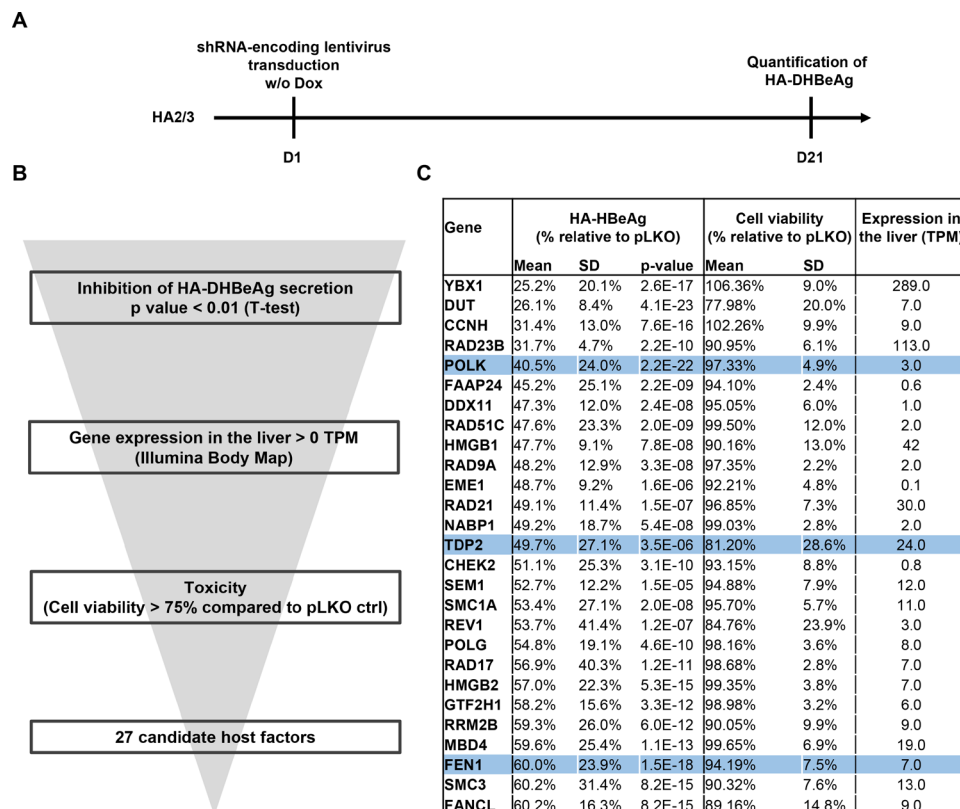 A
shRNA-encoding lentivirus
transduction
w/o Dox
Quantification of
HA-DHBeAg
HA2/3
D1
D21
B
Inhibition of HA-DHBeAg secretion
p value < 0.01 (T-test)
Gene expression in the liver > 0 TPM
(Illumina Body Map)
Toxicity
(Cell viability > 75% compared to pLKO ctrl)
27 candidate host factors
C
Gene HA-HBeAg (% relative to pLKO) Cell viability (% relative to pLKO) Expression in the liver (TPM)
Mean SD p-value Mean SD
YBX1 25.2% 20.1% 2.6E-17 106.36% 9.0% 289.0
DUT 26.1% 8.4% 4.1E-23 77.98% 20.0% 7.0
CCNH 31.4% 13.0% 7.6E-16 102.26% 9.9% 9.0
RAD23B 31.7% 4.7% 2.2E-10 90.95% 6.1% 113.0
POLK 40.5% 24.0% 2.2E-22 97.33% 4.9% 3.0
FAAP24 45.2% 25.1% 2.2E-09 94.10% 2.4% 0.6
DDX11 47.3% 12.0% 2.4E-08 95.05% 6.0% 1.0
RAD51C 47.6% 23.3% 2.0E-09 99.50% 12.0% 2.0
HMGB1 47.7% 9.1% 7.8E-08 90.16% 13.0% 42
RAD9A 48.2% 12.9% 3.3E-08 97.35% 2.2% 2.0
EME1 48.7% 9.2% 1.6E-06 92.21% 4.8% 0.1
RAD21 49.1% 11.4% 1.5E-07 96.85% 7.3% 30.0
NABP1 49.2% 18.7% 5.4E-08 99.03% 2.8% 2.0
TDP2 49.7% 27.1% 3.5E-06 81.20% 28.6% 24.0
CHEK2 51.1% 25.3% 3.1E-10 93.15% 8.8% 0.8
SEM1 52.7% 12.2% 1.5E-05 94.88% 7.9% 12.0
SMC1A 53.4% 27.1% 2.0E-08 95.70% 5.7% 11.0
REV1 53.7% 41.4% 1.2E-07 84.76% 23.9% 3.0
POLG 54.8% 19.1% 4.6E-10 98.16% 3.6% 8.0
RAD17 56.9% 40.3% 1.2E-11 98.68% 2.8% 7.0
HMGB2 57.0% 22.3% 5.3E-15 99.35% 3.8% 7.0
GTF2H1 58.2% 15.6% 3.3E-12 98.98% 3.2% 6.0
RRM2B 59.3% 26.0% 6.0E-12 90.05% 9.9% 9.0
MBD4 59.6% 25.4% 1.1E-13 99.65% 6.9% 19.0
FEN1 60.0% 23.9% 1.5E-18 94.19% 7.5% 7.0
SMC3 60.2% 31.4% 8.2E-15 90.32% 7.6% 13.0
FANCL 60.2% 16.3% 8.2E-15 89.16% 14.8% 9.0